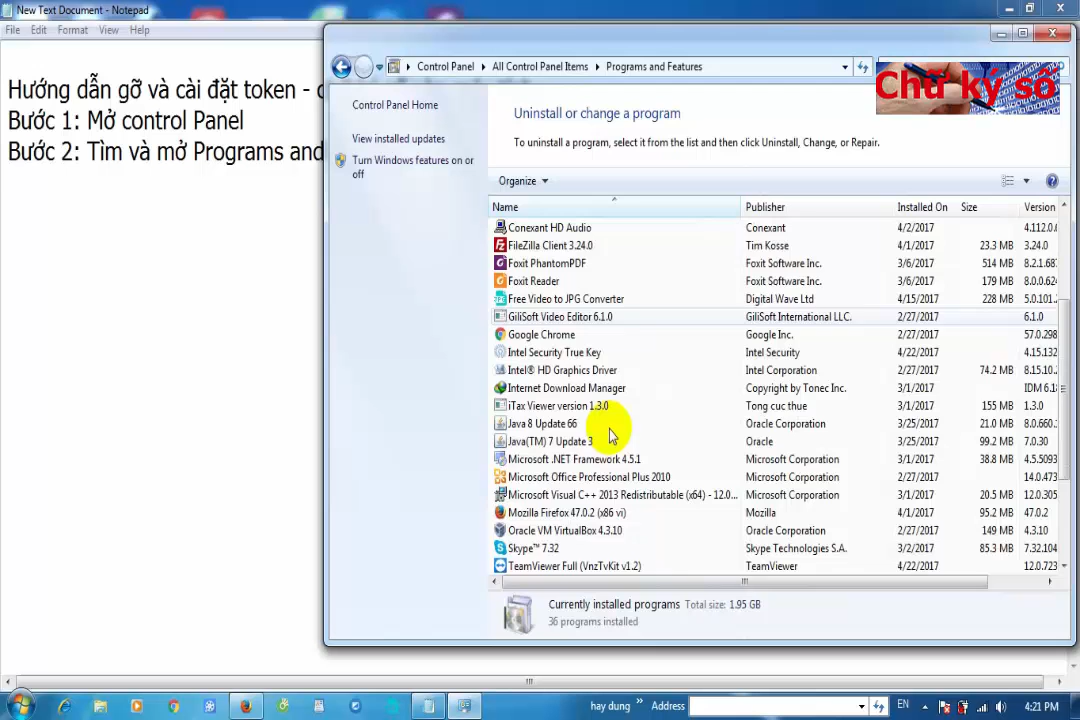 New Text Document - Notepad
File Edit Format View Help
Hướng dẫn gỡ và cài đặt token -
Bước 1: Mở control Panel
Bước 2: Tìm và mở Programs and
Control Panel All Control Panel Items Programs and Features
Chữ ký số
Control Panel Home
View installed updates
Turn Windows features on or
off
Uninstall or change a program
To uninstall a program, select it from the list and then click Uninstall, Change, or Repair.
Organize
Name Publisher Installed On Size Version
Conexant HD Audio Conexant 4/2/2017 4.112.0.
FileZilla Client 3.24.0 Tim Kosse 4/1/2017 23.3 MB 3.24.0
Foxit PhantomPDF Foxit Software Inc. 3/6/2017 514 MB 8.2.1.68
Foxit Reader Foxit Software Inc. 3/6/2017 179 MB 8.0.0.62
Free Video to JPG Converter Digital Wave Ltd 4/15/2017 228 MB 5.0.101.
GiliSoft Video Editor 6.1.0 GiliSoft International LLC. 2/27/2017 6.1.0
Google Chrome Google Inc. 2/27/2017 57.0.298
Intel Security True Key Intel Security 4/22/2017 4.15.132
Intel® HD Graphics Driver Intel Corporation 2/27/2017 74.2 MB 8.15.10.
Internet Download Manager Copyright by Tonec Inc. 3/1/2017 IDM 6.1
iTax Viewer version 1.3.0 Tong cuc thue 3/1/2017 155 MB 1.3.0
Java 8 Update 66 Oracle Corporation 3/25/2017 21.0 MB 8.0.660.
Java(TM) 7 Update 3 Oracle 3/25/2017 99.2 MB 7.0.30
Microsoft .NET Framework 4.5.1 Microsoft Corporation 3/1/2017 38.8 MB 4.5.5093
Microsoft Office Professional Plus 2010 Microsoft Corporation 2/27/2017 14.0.473
Microsoft Visual C++ 2013 Redistributable (x64) - 12.0... Microsoft Corporation 3/1/2017 20.5 MB 12.0.305
Mozilla Firefox 47.0.2 (x86 vi) Mozilla 4/1/2017 95.2 MB 47.0.2
Oracle VM VirtualBox 4.3.10 Oracle Corporation 2/27/2017 149 MB 4.3.10
Skype™ 7.32 Skype Technologies S.A. 3/2/2017 85.3 MB 7.32.104
TeamViewer Full (VnzTvKit v1.2) TeamViewer 4/22/2017 12.0.723
Currently installed programs Total size: 1.95 GB
36 programs installed
hay dung » Address EN 4:21 PM